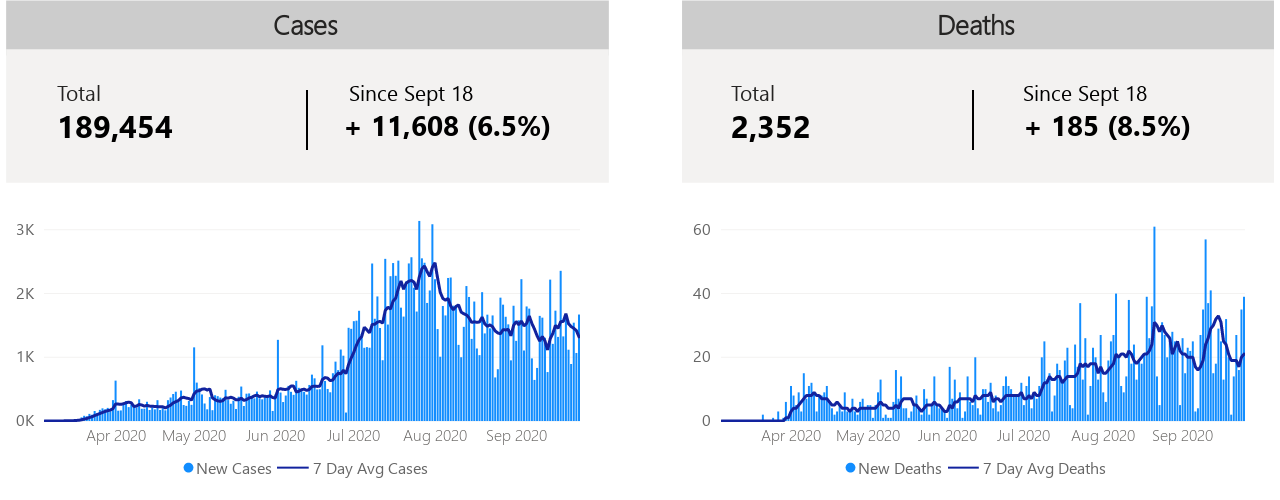 Cases
Total
189,454
Since Sept 18
+ 11,608 (6.5%)
3K
2K
1K
0K
Apr 2020 May 2020 Jun 2020 Jul 2020 Aug 2020 Sep 2020
New Cases 7 Day Avg Cases
Deaths
Total
2,352
Since Sept 18
+ 185 (8.5%)
60
40
20
0
Apr 2020 May 2020 Jun 2020 Jul 2020 Aug 2020 Sep 2020
New Deaths 7 Day Avg Deaths